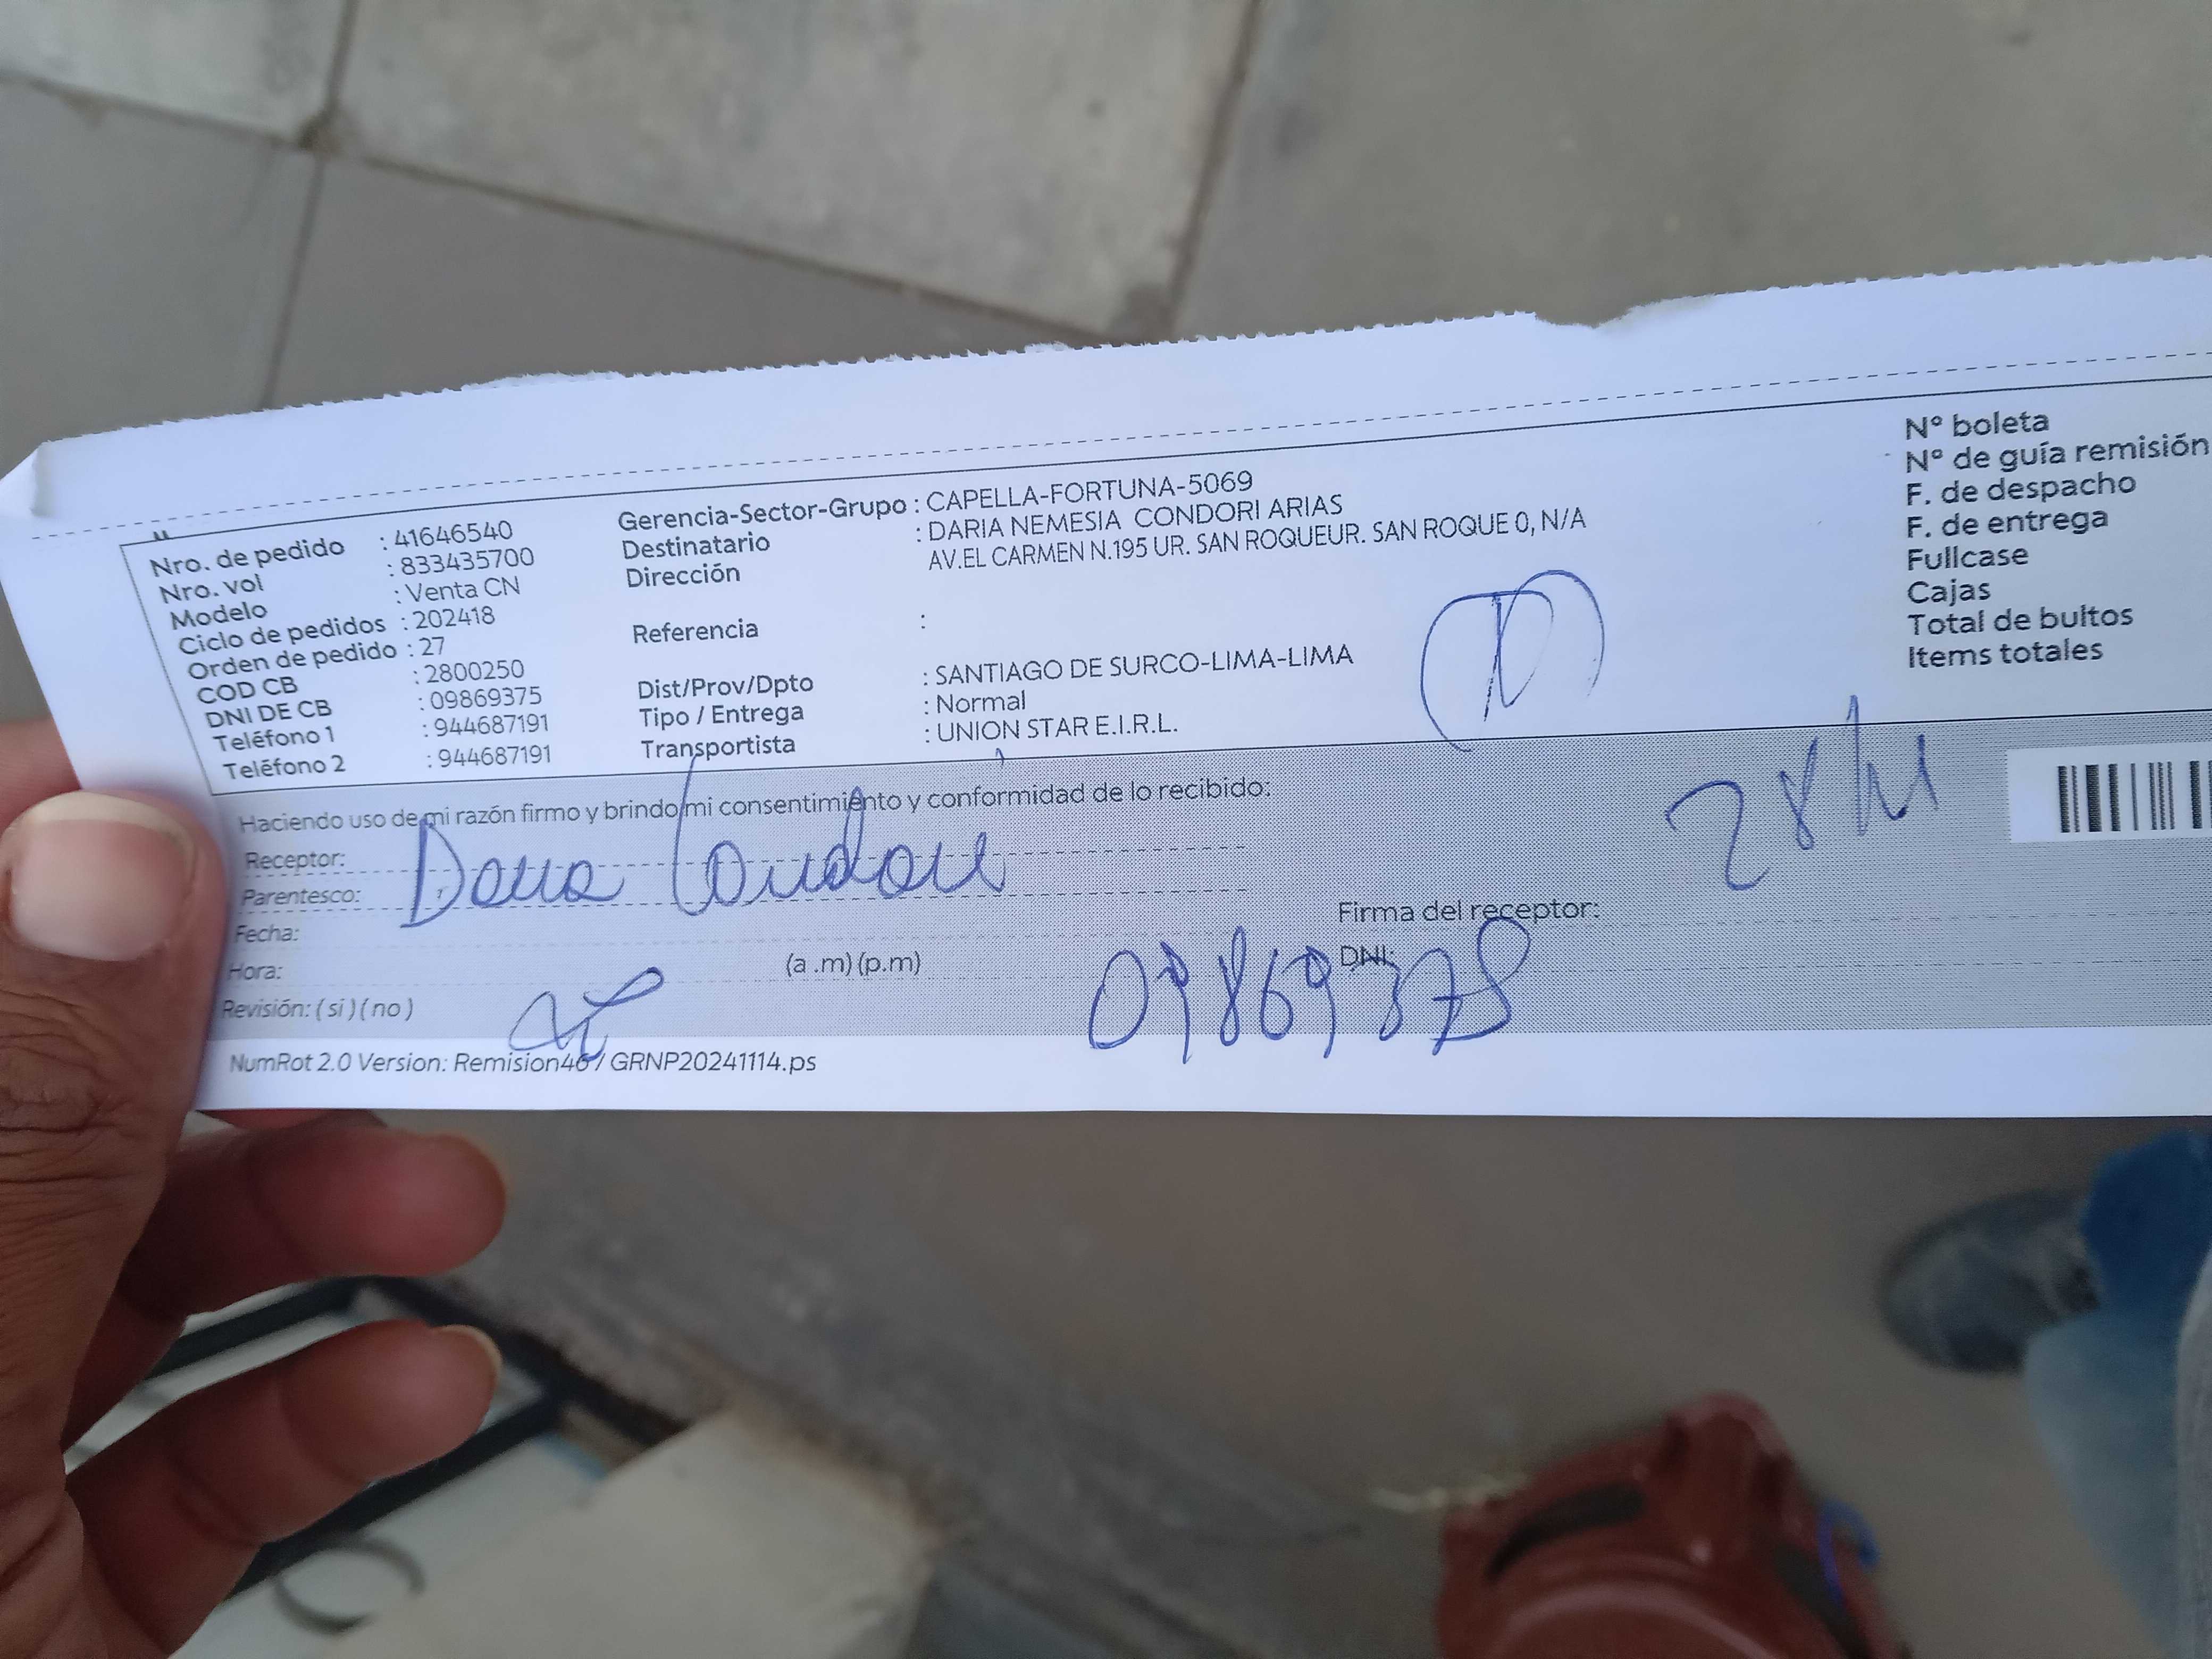 Nro. de pedido : 41646540
Nro. vol : 833435700
Modelo : Venta CN
Ciclo de pedidos : 202418
Orden de pedido : 27
COD CB : 2800250
DNI DE CB : 09869375
Teléfono 1 : 944687191
Teléfono 2 : 944687191
Gerencia-Sector-Grupo : CAPELLA-FORTUNA-5069
Destinatario : DARIA NEMESIA CONDORI ARIAS
Dirección AV.EL CARMEN N.195 UR. SAN ROQUEUR. SAN ROQUE 0, N/A
Referencia :
Dist/Prov/Dpto : SANTIAGO DE SURCO-LIMA-LIMA
Tipo / Entrega : Normal
Transportista : UNION STAR E.I.R.L.
N° boleta
N° de guía remisión
F. de despacho
F. de entrega
Fullcase
Cajas
Total de bultos
Items totales
Haciendo uso de mi razón firmo y brindo mi consentimiento y conformidad de lo recibido:
Receptor: Daria Condori
Parentesco:
Fecha:
Hora: (a .m) (p.m)
Revisión: ( si ) ( no )
Firma del receptor:
DNI:
NumRot 2.0 Version: Remision46 / GRNP20241114.ps